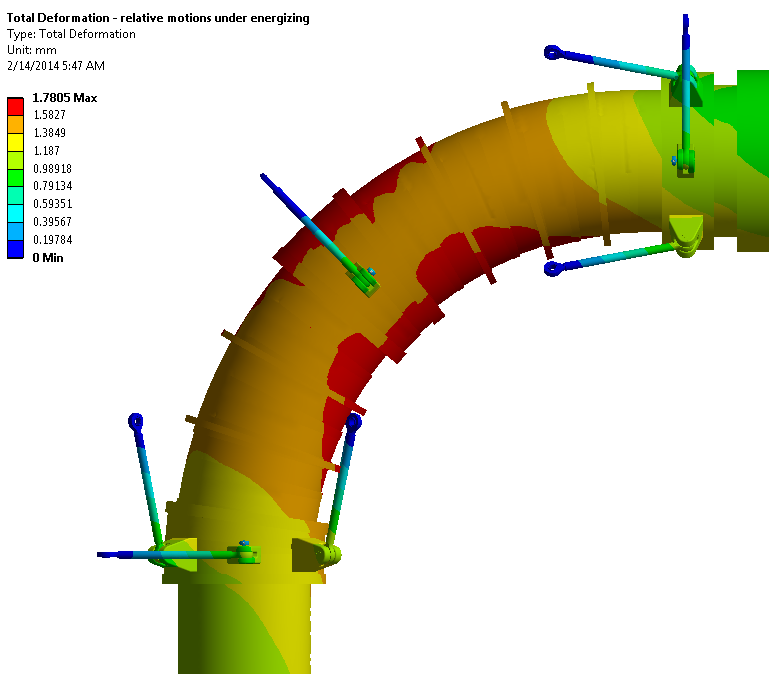 Total Deformation - relative motions under energizing
Type: Total Deformation
Unit: mm
2/14/2014 5:47 AM
1.7805 Max
1.5827
1.3849
1.187
0.98918
0.79134
0.59351
0.39567
0.19784
0 Min